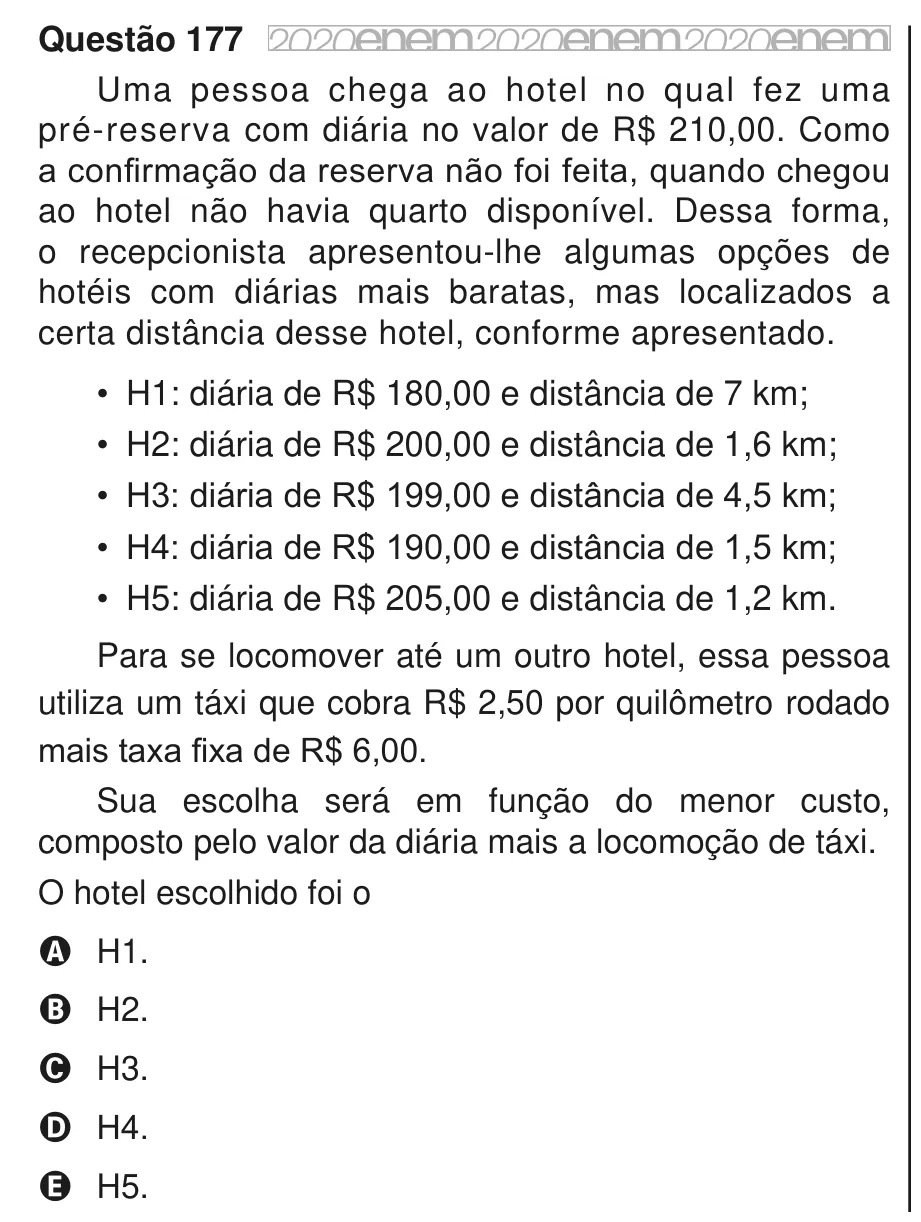 Questão 177 2020enem2020enem2020enem
Uma pessoa chega ao hotel no qual fez uma
pré-reserva com diária no valor de R$ 210,00. Como
a confirmação da reserva não foi feita, quando chegou
ao hotel não havia quarto disponível. Dessa forma,
o recepcionista apresentou-lhe algumas opções de
hotéis com diárias mais baratas, mas localizados a
certa distância desse hotel, conforme apresentado.
• H1: diária de R$ 180,00 e distância de 7 km;
• H2: diária de R$ 200,00 e distância de 1,6 km;
• H3: diária de R$ 199,00 e distância de 4,5 km;
• H4: diária de R$ 190,00 e distância de 1,5 km;
• H5: diária de R$ 205,00 e distância de 1,2 km.
Para se locomover até um outro hotel, essa pessoa
utiliza um táxi que cobra R$ 2,50 por quilômetro rodado
mais taxa fixa de R$ 6,00.
Sua escolha será em função do menor custo,
composto pelo valor da diária mais a locomoção de táxi.
O hotel escolhido foi o
A H1.
B H2.
C H3.
D H4.
E H5.